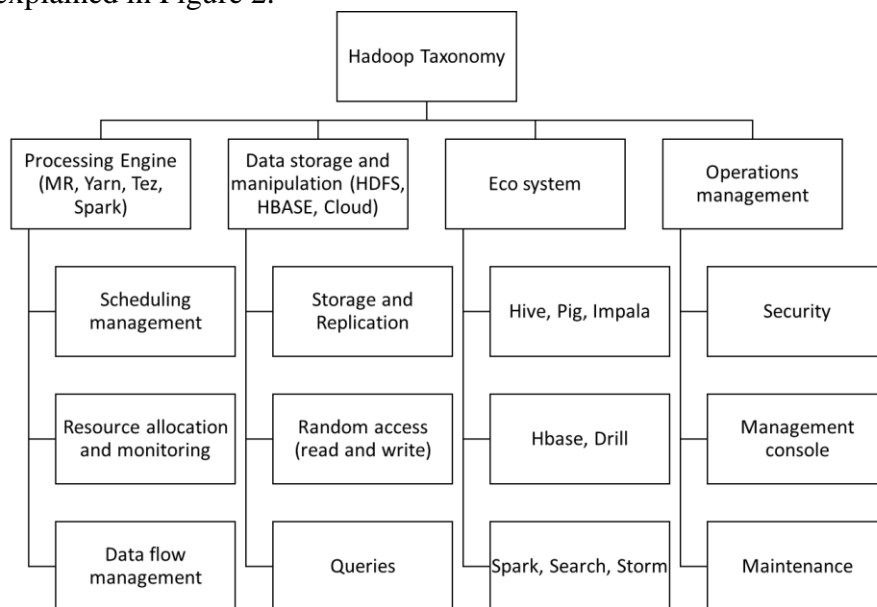 explained in Figure 2.
Hadoop Taxonomy
Processing Engine
(MR, Yarn, Tez,
Spark)
Data storage and
manipulation (HDFS,
HBASE, Cloud)
Eco system
Operations
management
Scheduling
management
Storage and
Replication
Hive, Pig, Impala
Security
Resource allocation
and monitoring
Random access
(read and write)
Hbase, Drill
Management
console
Data flow
management
Queries
Spark, Search, Storm
Maintenance